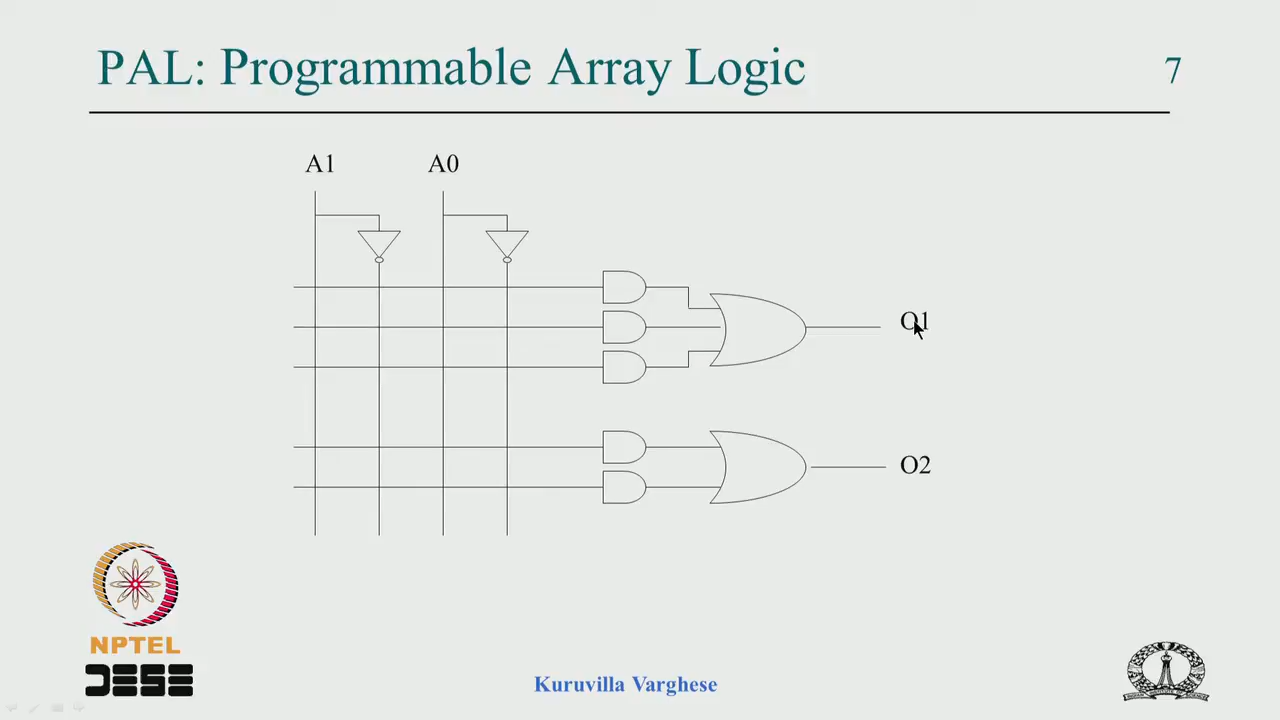 PAL: Programmable Array Logic
7
A1 A0
O1
O2
NPTEL
DESE
Kuruvilla Varghese